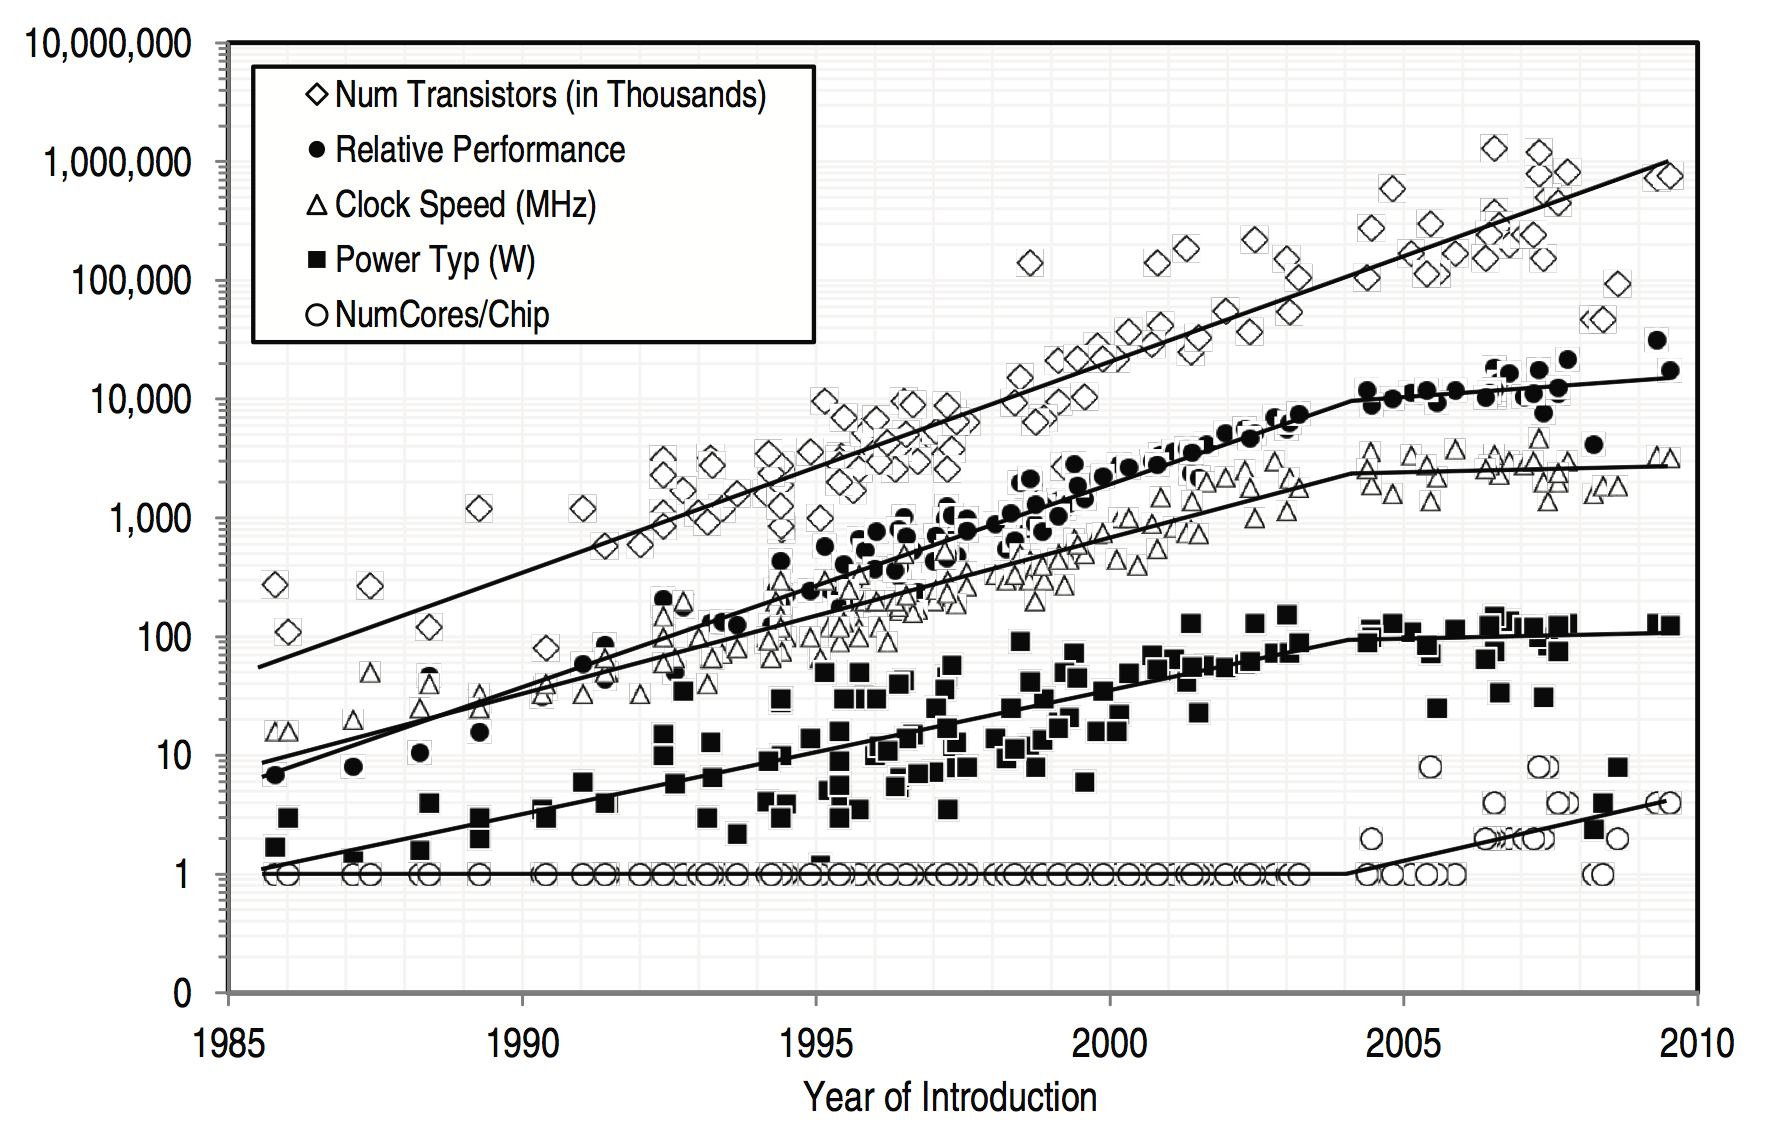 10,000,000
1,000,000
100,000
10,000
1,000
100
10
1
0
Num Transistors (in Thousands)
Relative Performance
Clock Speed (MHz)
Power Typ (W)
NumCores/Chip
1985 1990 1995 2000 2005 2010
Year of Introduction